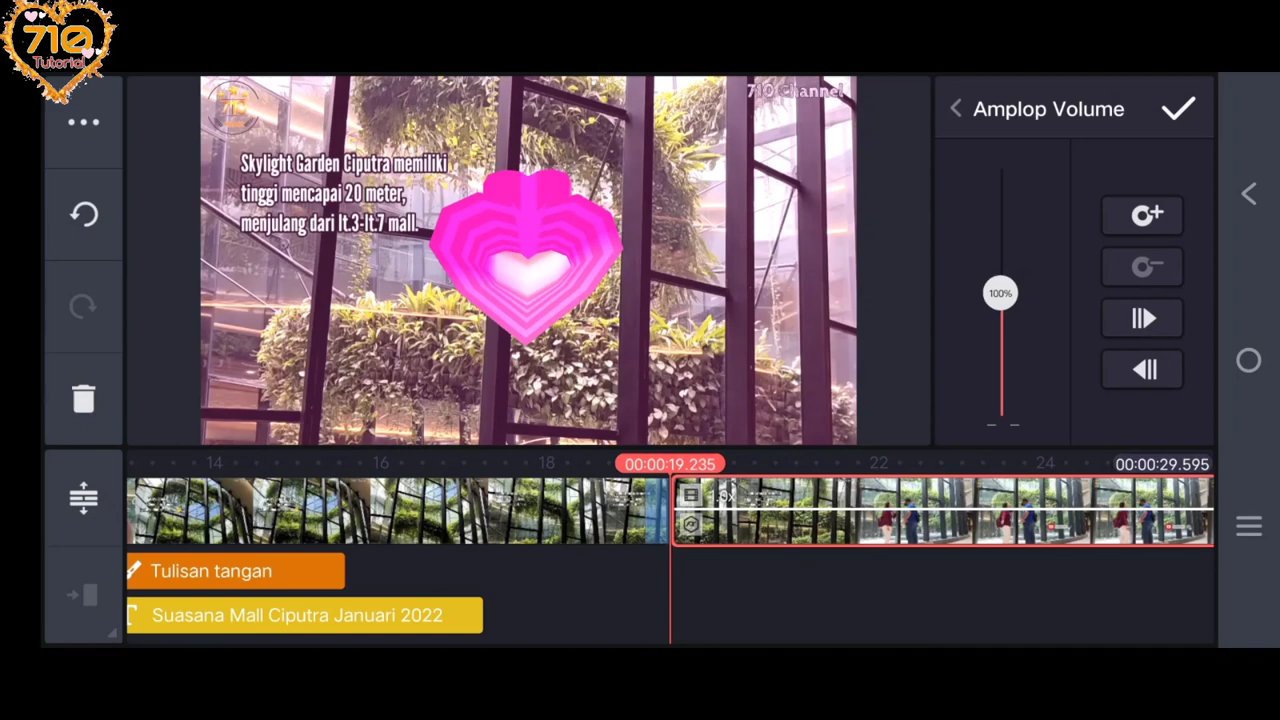 710
Tutorial
710 Channel
Skylight Garden Ciputra memiliki
tinggi mencapai 20 meter,
menjulang dari lt.3-lt.7 mall.
Amplop Volume
100%
14
16
18
00:00:19.235
22
24
00:00:29.595
Tulisan tangan
Suasana Mall Ciputra Januari 2022